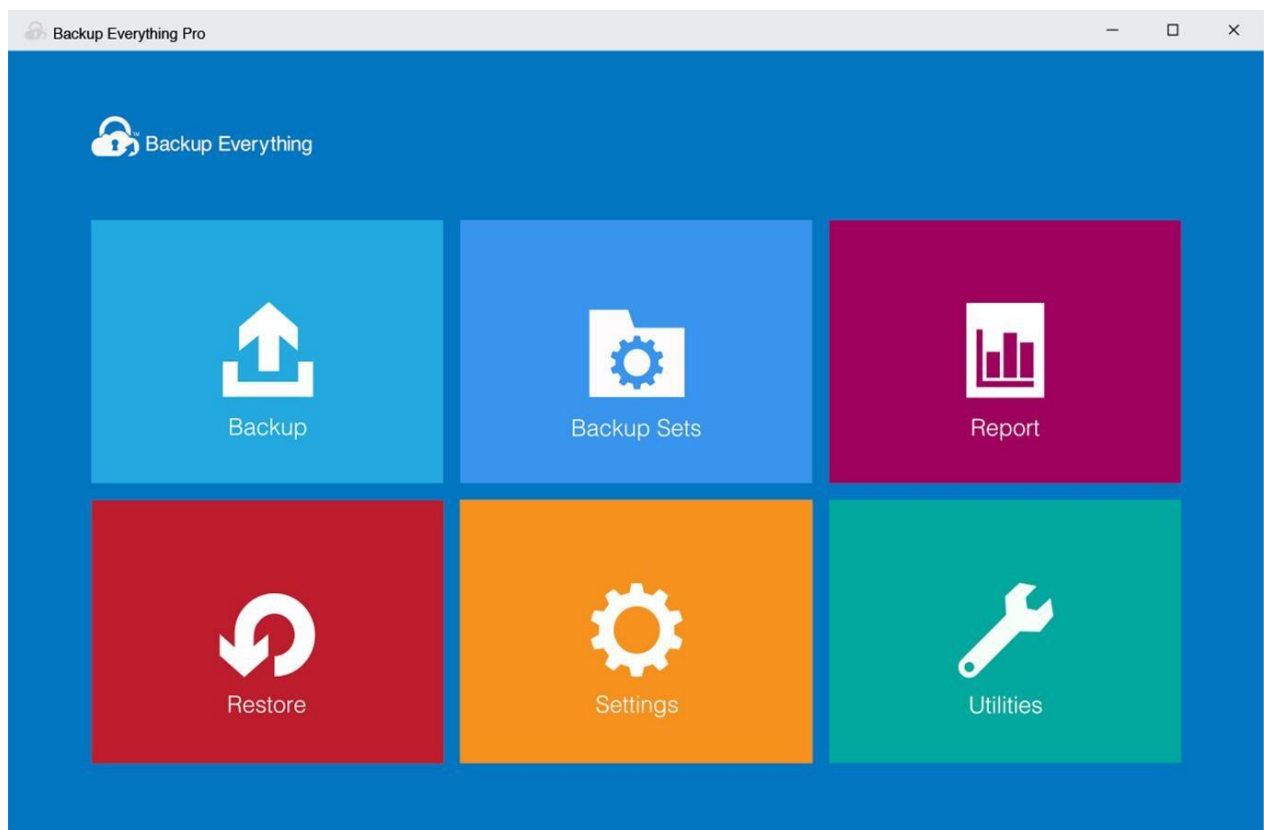 Backup Everything Pro
Backup Everything
Backup
Backup Sets
Report
Restore
Settings
Utilities